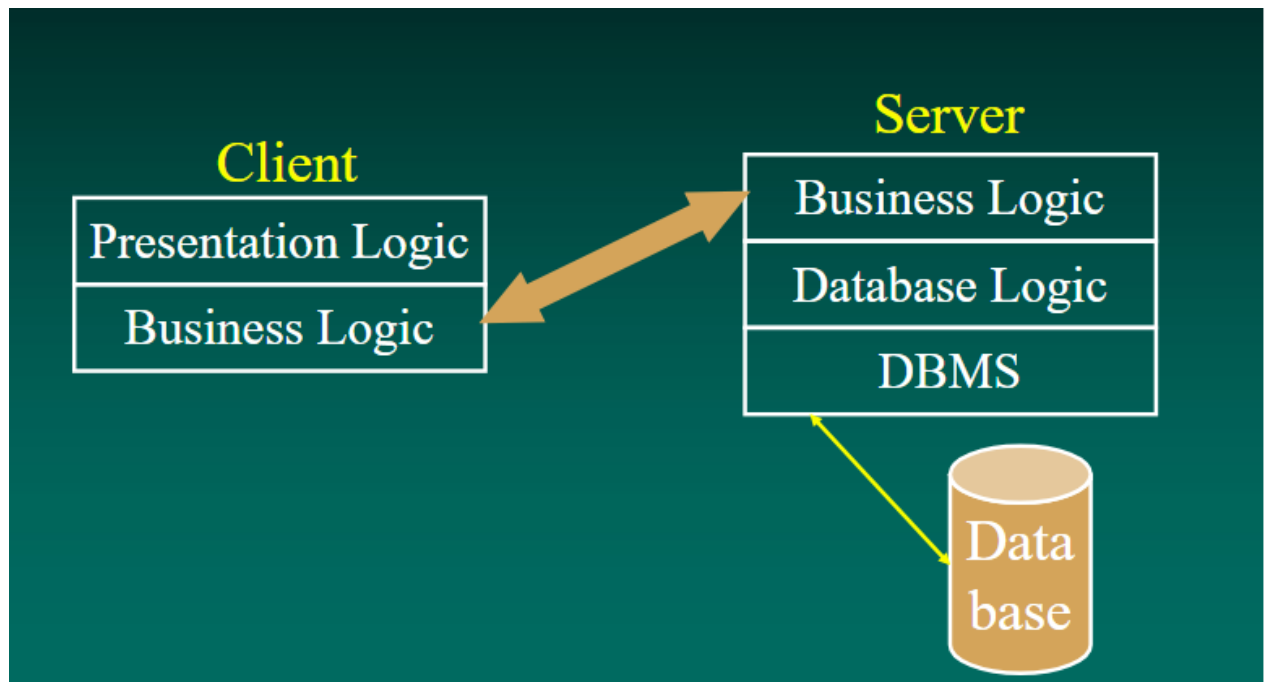 Client
Presentation Logic
Business Logic
Server
Business Logic
Database Logic
DBMS
Data
base